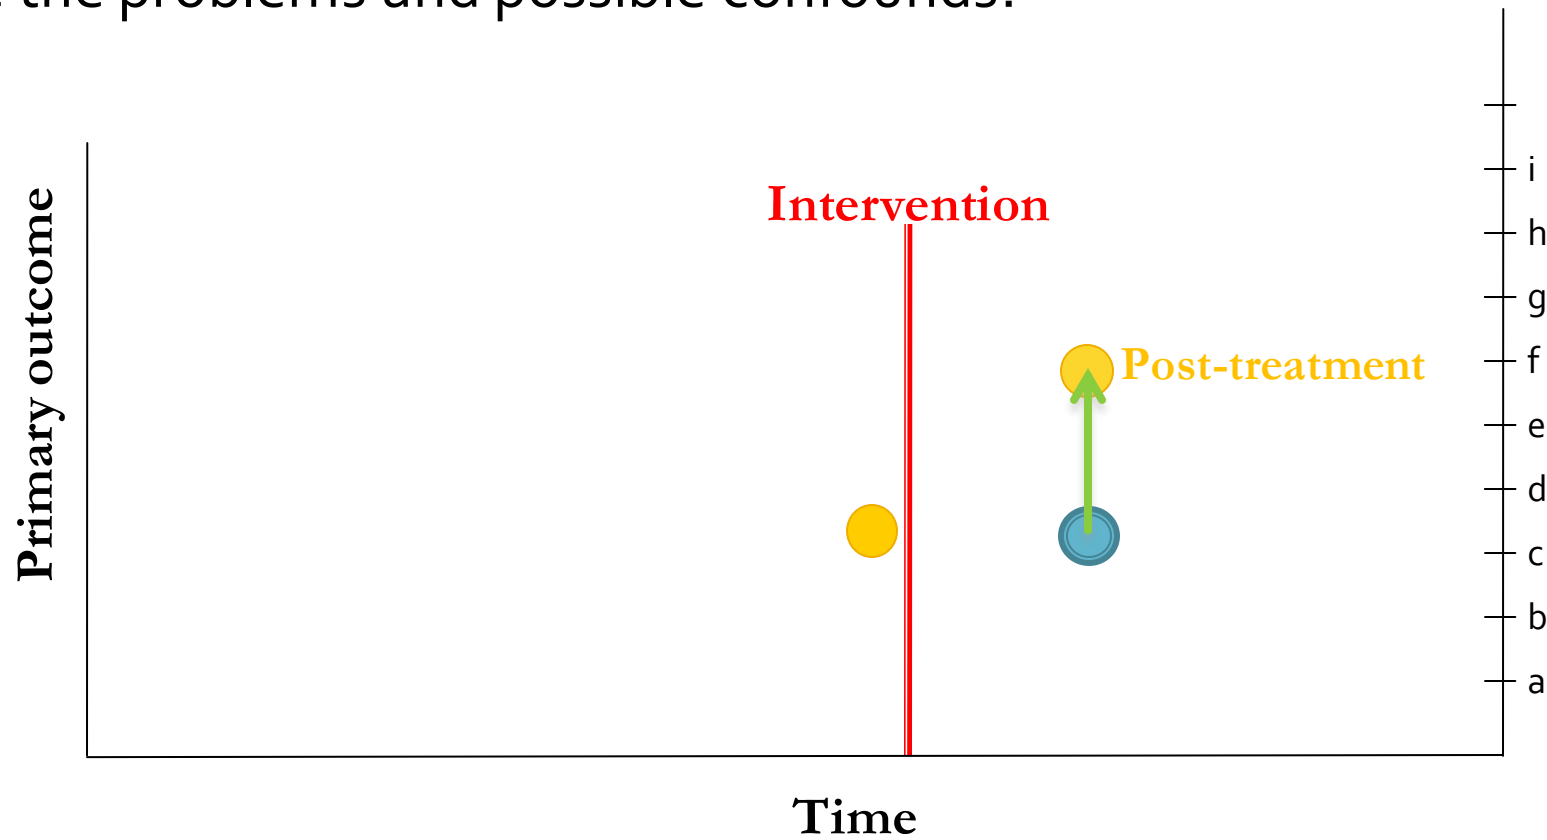 the problems and possible confounds?
Intervention
Primary outcome
Post-treatment
Time
i
h
g
f
e
d
c
b
a